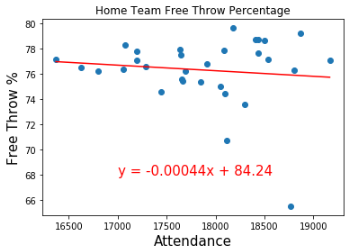 Home Team Free Throw Percentage
80
78
76
74
72
70
68
66
Free Throw %
y = -0.00044x + 84.24
16500 17000 17500 18000 18500 19000
Attendance